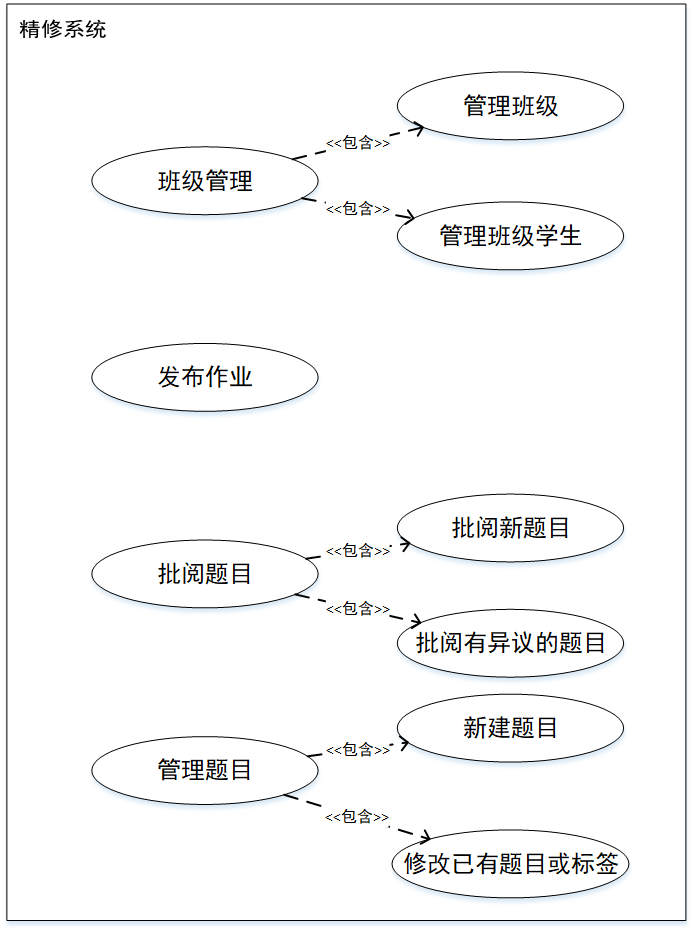 精修系统
管理班级
<<包含>>
班级管理
<<包含>>
管理班级学生
发布作业
批阅新题目
<<包含>>
批阅题目
<<包含>>
批阅有异议的题目
新建题目
<<包含>>
管理题目
<<包含>>
修改已有题目或标签